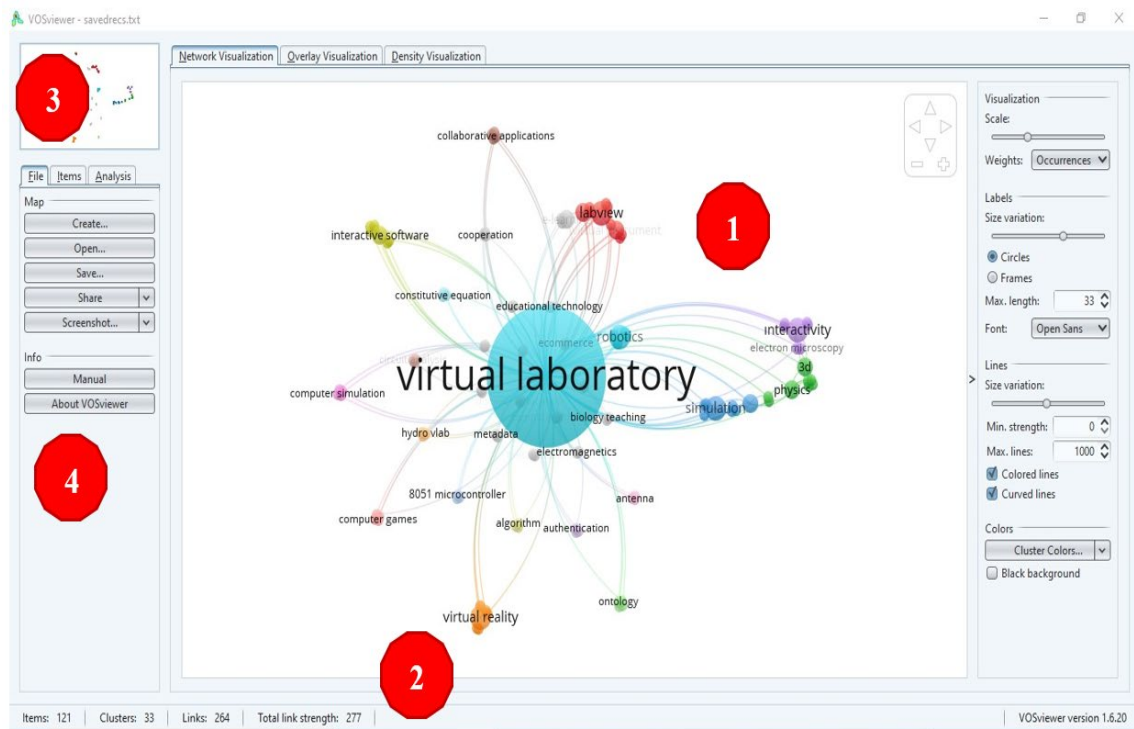 VOSviewer - savedrecs.txt
Network Visualization
Overlay Visualization
Density Visualization
3
File
Items
Analysis
Map
Create...
Open...
Save...
Share
Screenshot...
Info
Manual
About VOSviewer
4
collaborative applications
labview
1
interactive software
cooperation
constitutive equation
educational technology
ecommerce
robotics
interactivity
electron microscopy
virtual laboratory
3d
physics
computer simulation
simulation
biology teaching
hydro vlab
metadata
electromagnetics
8051 microcontroller
antenna
computer games
algorithm
authentication
ontology
virtual reality
2
Visualization
Scale:
Weights: Occurrences
Labels
Size variation:
Circles
Frames
Max. length: 33
Font: Open Sans
Lines
Size variation:
Min. strength: 0
Max. lines: 1000
Colored lines
Curved lines
Colors
Cluster Colors...
Black background
>
Items: 121
Clusters: 33
Links: 264
Total link strength: 277
VOSviewer version 1.6.20